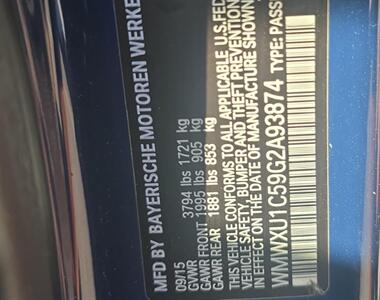 MFD BY BAYERISCHE MOTOREN WERKE
09/15
GVWR 3794 lbs 1721 kg
GAWR FRONT 1995 lbs 905 kg
GAWR REAR 1881 lbs 853 kg
THIS VEHICLE CONFORMS TO ALL APPLICABLE U.S. FED
VEHICLE SAFETY, BUMPER AND THEFT PREVENTION
IN EFFECT ON THE DATE OF MANUFACTURE SHOWN
WMWXU1C59G2A93874 TYPE: PASS